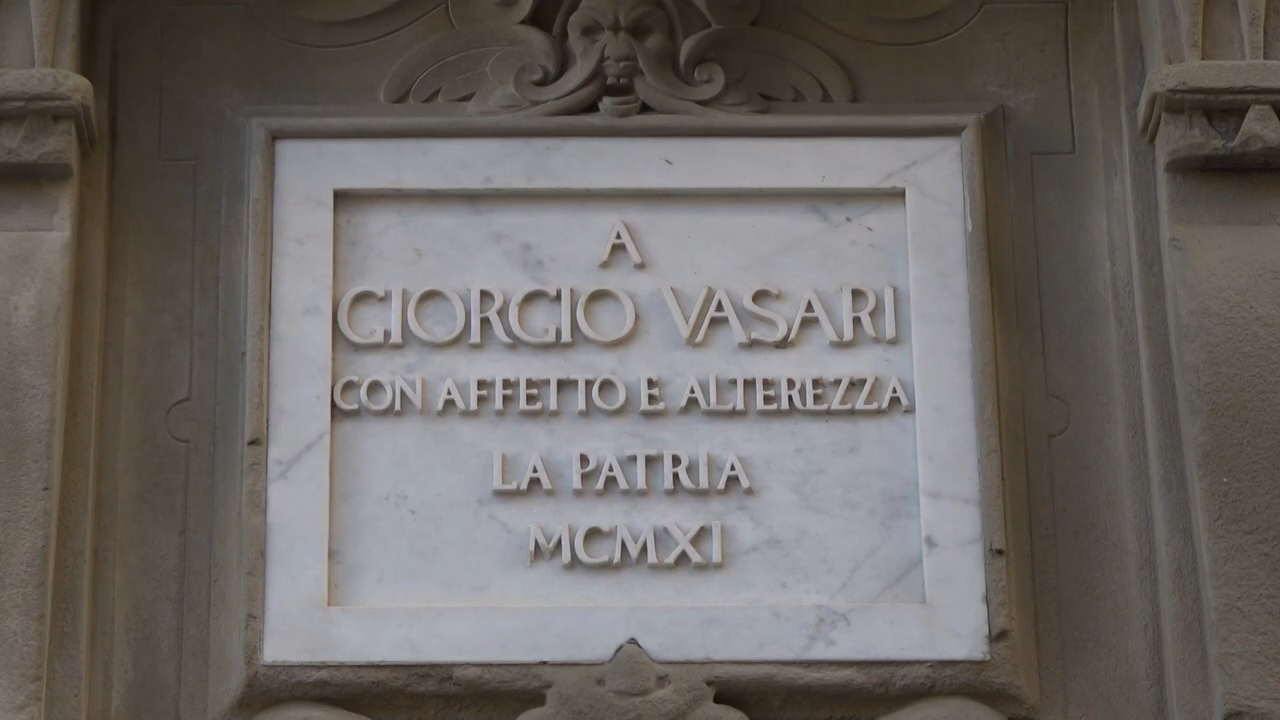 A
GIORGIO VASARI
CON AFFETTO E ALTEREZZA
LA PATRIA
MCMXI